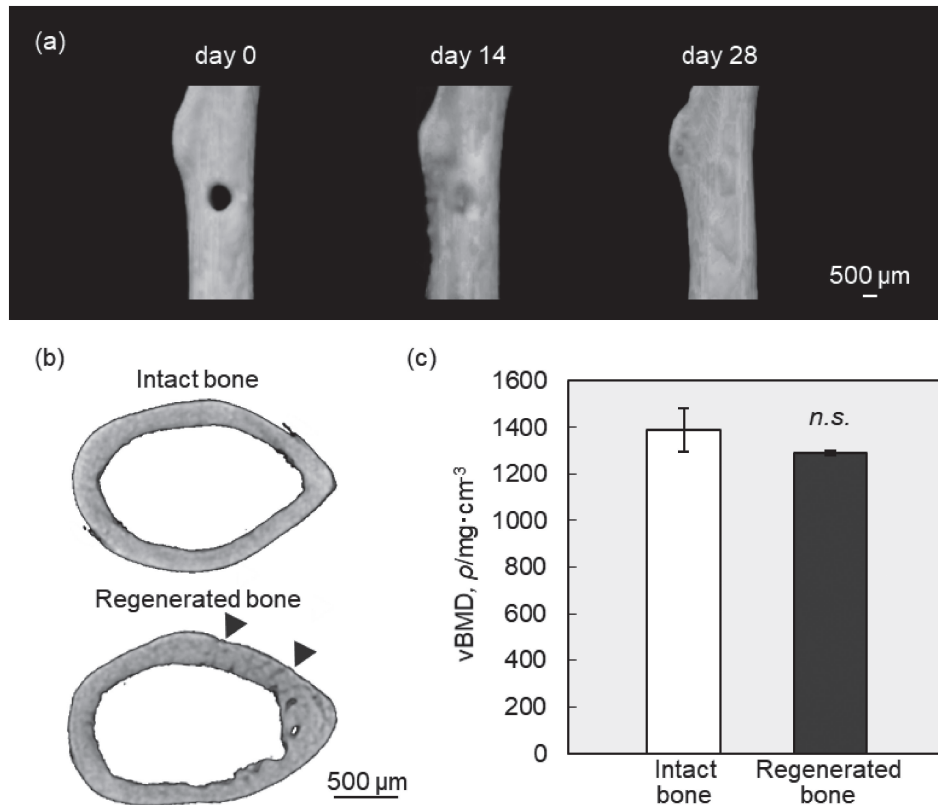 (a)
day 0
day 14
day 28
500 µm
(b)
Intact bone
Regenerated bone
500 µm
(c)
vBMD, ρ/mg·cm⁻³
1600
1400
1200
1000
800
600
400
200
0
n.s.
Intact
bone
Regenerated
bone